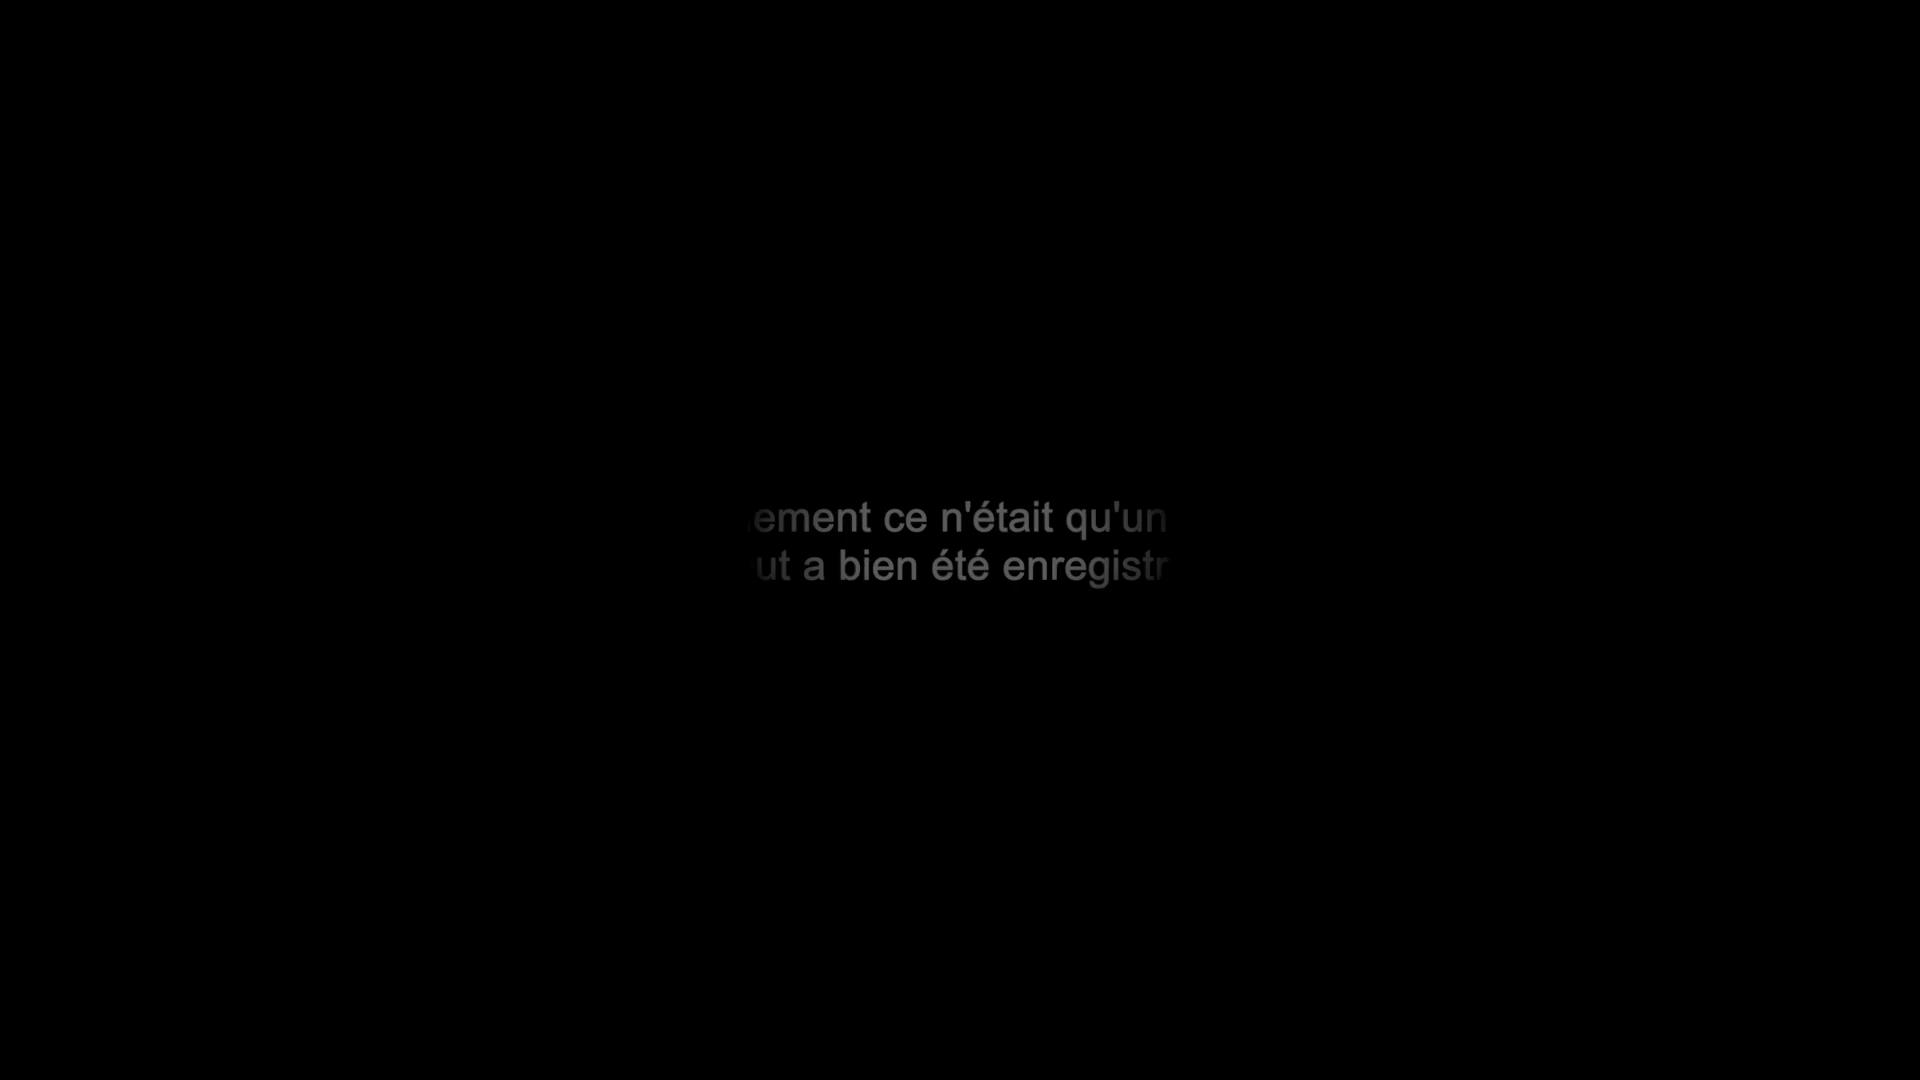 ement ce n'était qu'un
ut a bien été enregistr